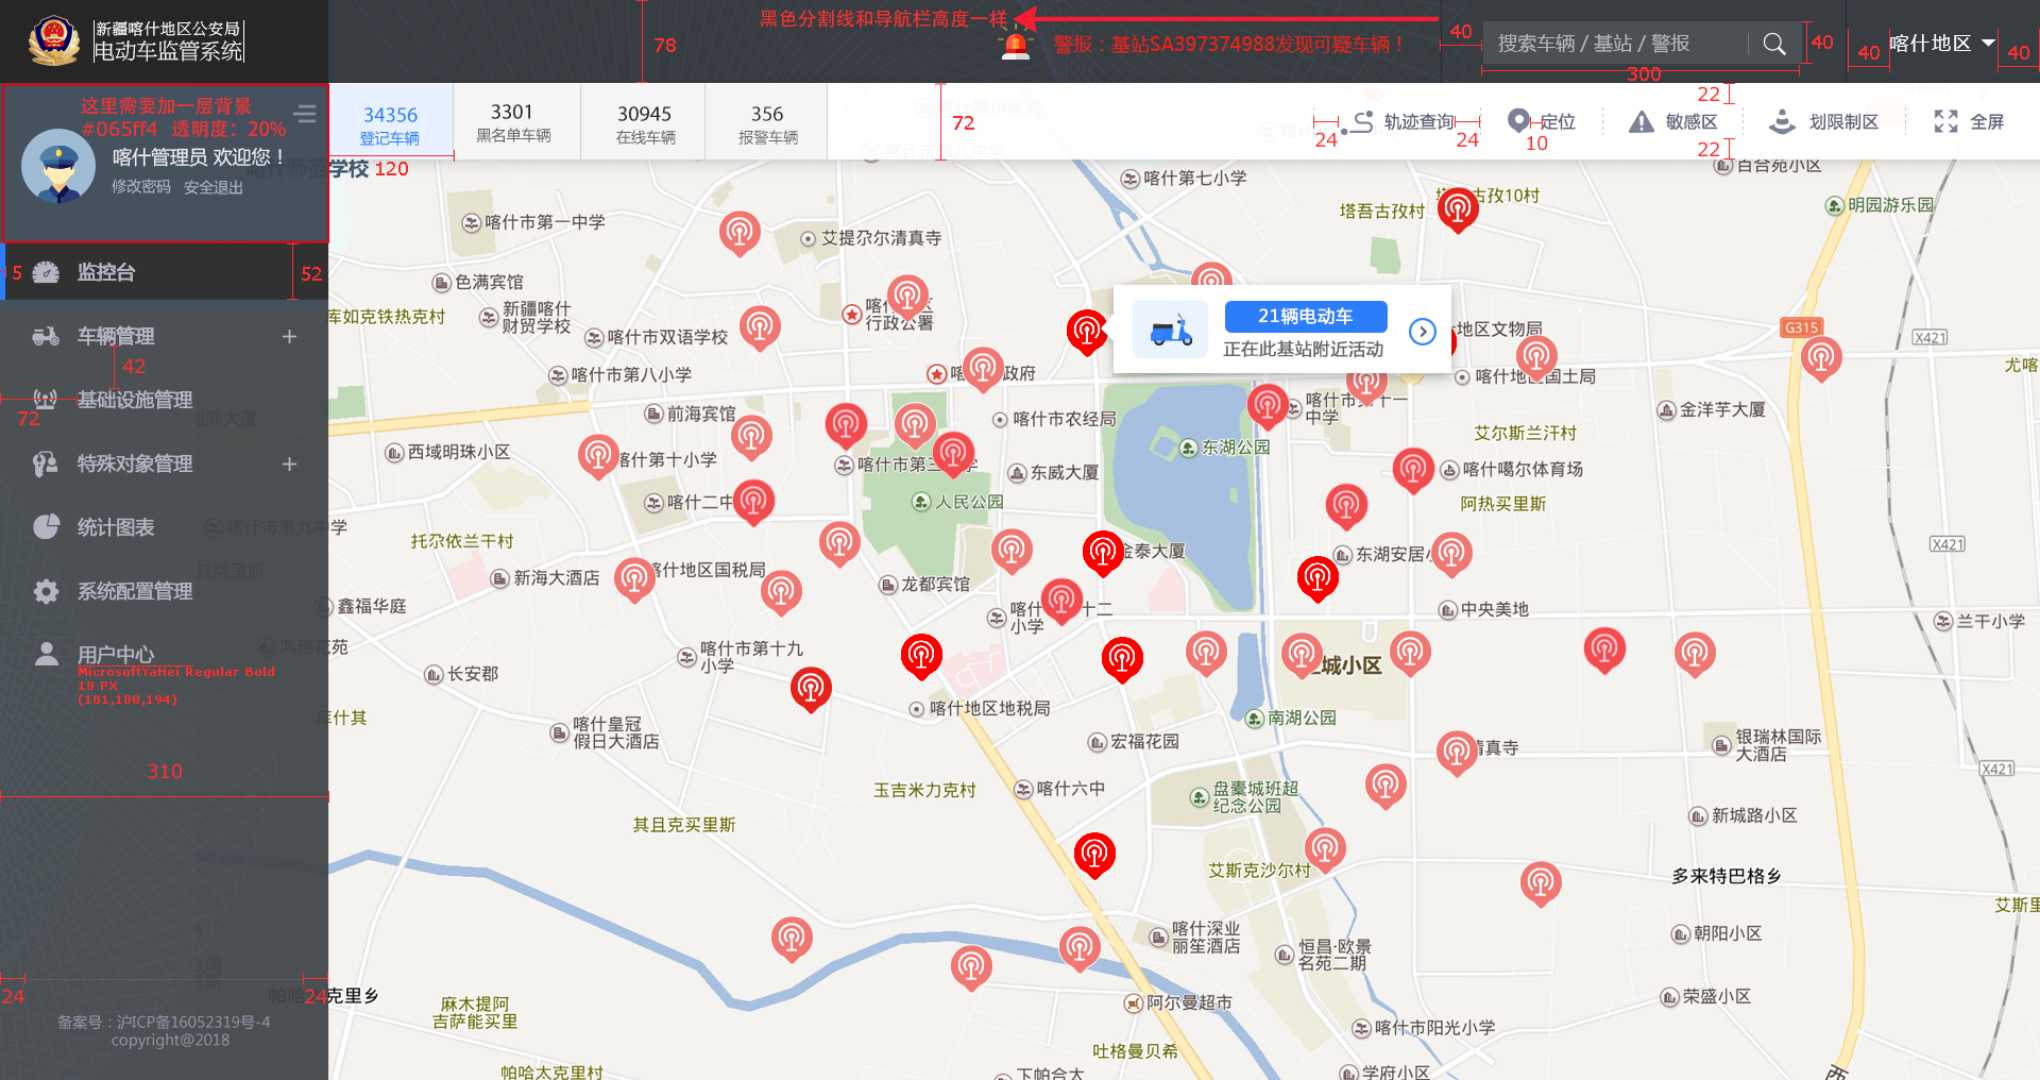 新疆喀什地区公安局
电动车监管系统
78
黑色分割线和导航栏高度一样
警报：基站SA397374988发现可疑车辆！
40
搜索车辆 / 基站 / 警报
300
40
40
喀什地区
40
这里需要加一层背景
#065ff4 透明度：20%
喀什管理员 欢迎您！
修改密码 安全退出
34356
登记车辆
3301
黑名单车辆
30945
在线车辆
356
报警车辆
120
72
24
轨迹查询
24
定位
10
敏感区
22
22
划限制区
全屏
5
监控台
52
车辆管理
42
72
基础设施管理
特殊对象管理
统计图表
系统配置管理
用户中心
MicrosoftYaHei Regular Bold
18 PX
(181,180,194)
310
24
24
备案号：沪ICP备16052319号-4
copyright@2018
学校
喀什市第七小学
塔吾古孜村
古孜10村
百合苑小区
明园游乐园
喀什市第一中学
艾提尕尔清真寺
色满宾馆
库如克铁热克村
新疆喀什
财贸学校
喀什市双语学校
行政公署
21辆电动车
正在此基站附近活动
地区文物局
G315
X421
喀什市第八小学
政府
喀什地区国土局
尤喀
前海宾馆
喀什市农经局
喀什市第十一
中学
金洋芋大厦
西域明珠小区
喀什第十小学
喀什市第三
东威大厦
东湖公园
艾尔斯兰汗村
喀什噶尔体育场
喀什二中
人民公园
阿热买里斯
喀什市第九中学
托尕依兰干村
金泰大厦
东湖安居
X421
新海大酒店
喀什地区国税局
龙都宾馆
鑫福华庭
喀什
十二
小学
中央美地
兰干小学
喀什市第十九
小学
长安郡
城小区
库什其
喀什地区地税局
南湖公园
喀什皇冠
假日大酒店
宏福花园
清真寺
银瑞林国际
大酒店
X421
玉吉米力克村
喀什六中
盘橐城班超
纪念公园
其且克买里斯
新城路小区
艾斯克沙尔村
多来特巴格乡
艾斯里
喀什深业
丽笙酒店
恒昌·欧景
名苑二期
朝阳小区
帕哈
克里乡
麻木提阿
吉萨能买里
阿尔曼超市
喀什市阳光小学
荣盛小区
吐格曼贝希
帕哈太克里村
下帕合太
学府小区
西